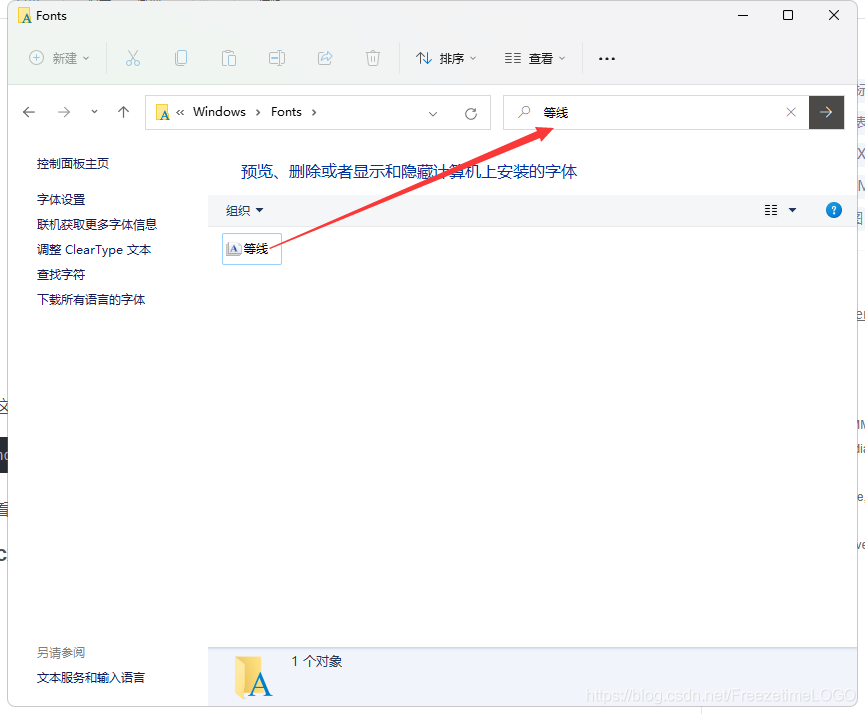 Fonts
新建
排序
查看
« Windows › Fonts ›
等线
控制面板主页
预览、删除或者显示和隐藏计算机上安装的字体
字体设置
组织
联机获取更多字体信息
等线
调整 ClearType 文本
查找字符
下载所有语言的字体
另请参阅
1 个对象
文本服务和输入语言
https://blog.csdn.net/FreezetimeLOGO